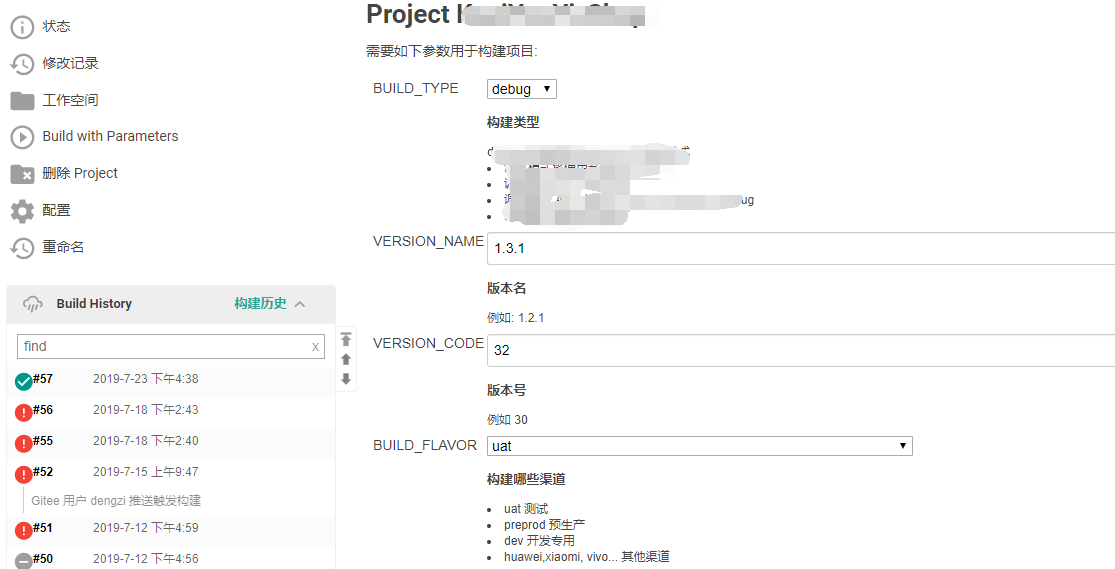 状态
修改记录
工作空间
Build with Parameters
删除 Project
配置
重命名
Build History 构建历史
find x
#57 2019-7-23 下午4:38
#56 2019-7-18 下午2:43
#55 2019-7-18 下午2:40
#52 2019-7-15 上午9:47
Gitee 用户 dengzi 推送触发构建
#51 2019-7-12 下午4:59
#50 2019-7-12 下午4:56
Project
需要如下参数用于构建项目:
BUILD_TYPE debug
构建类型
VERSION_NAME 1.3.1
版本名
例如: 1.2.1
VERSION_CODE 32
版本号
例如 30
BUILD_FLAVOR uat
构建哪些渠道
uat 测试
preprod 预生产
dev 开发专用
huawei,xiaomi, vivo... 其他渠道